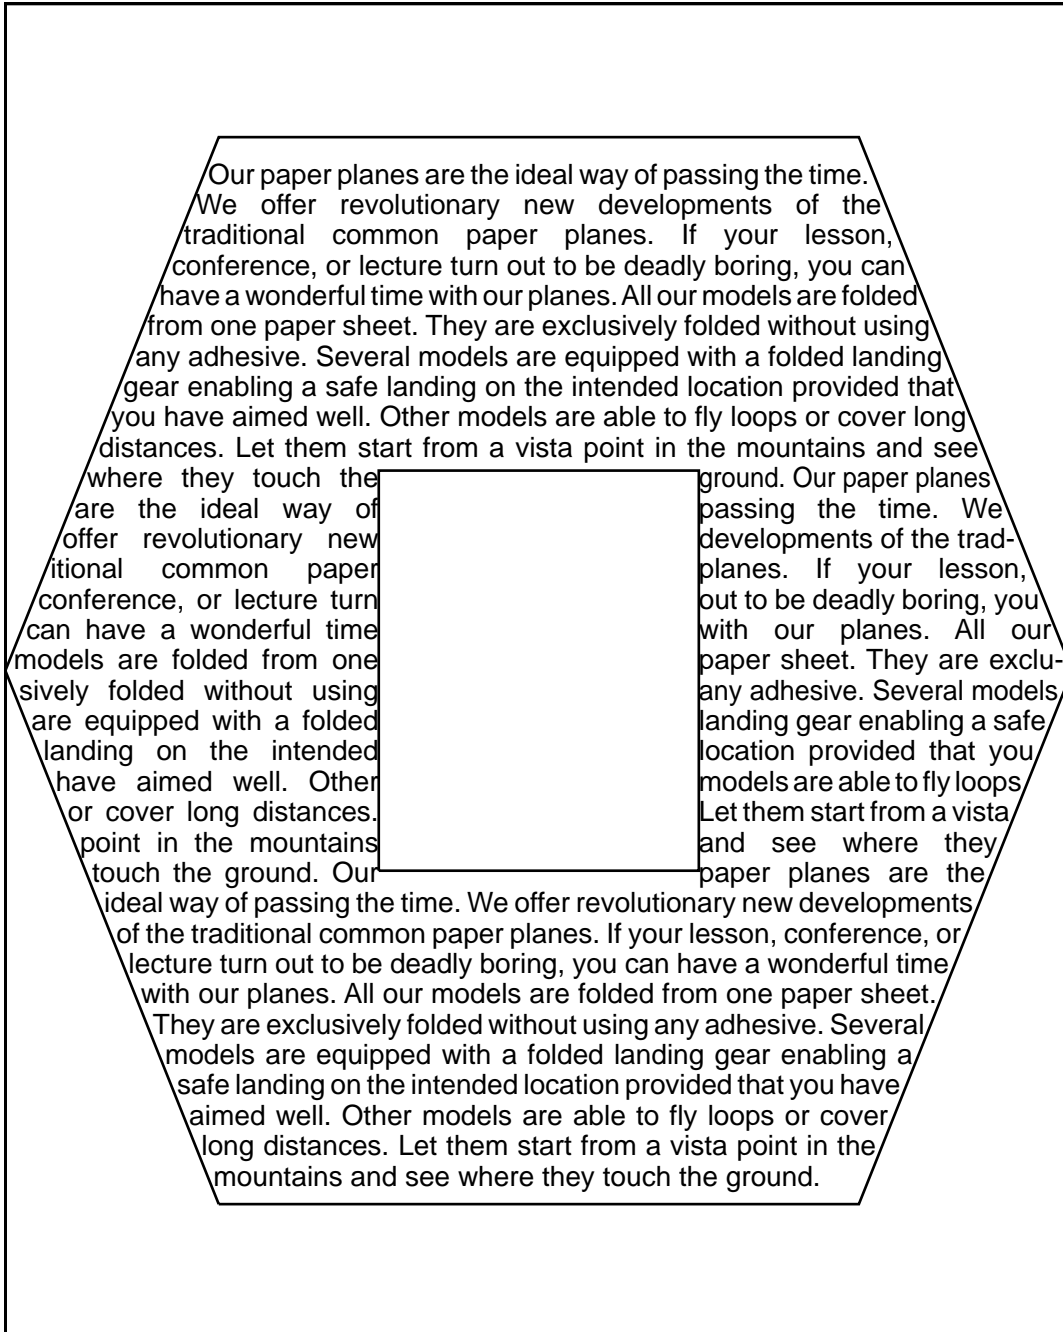 Our paper planes are the ideal way of passing the time.
We offer revolutionary new developments of the
traditional common paper planes. If your lesson,
conference, or lecture turn out to be deadly boring, you can
have a wonderful time with our planes. All our models are folded
from one paper sheet. They are exclusively folded without using
any adhesive. Several models are equipped with a folded landing
gear enabling a safe landing on the intended location provided that
you have aimed well. Other models are able to fly loops or cover long
distances. Let them start from a vista point in the mountains and see
where they touch the ground. Our paper planes
are the ideal way of passing the time. We
offer revolutionary new developments of the trad-
itional common paper planes. If your lesson,
conference, or lecture turn out to be deadly boring, you
can have a wonderful time with our planes. All our
models are folded from one paper sheet. They are exclu-
sively folded without using any adhesive. Several models
are equipped with a folded landing gear enabling a safe
landing on the intended location provided that you
have aimed well. Other models are able to fly loops
or cover long distances. Let them start from a vista
point in the mountains and see where they
touch the ground. Our paper planes are the
ideal way of passing the time. We offer revolutionary new developments
of the traditional common paper planes. If your lesson, conference, or
lecture turn out to be deadly boring, you can have a wonderful time
with our planes. All our models are folded from one paper sheet.
They are exclusively folded without using any adhesive. Several
models are equipped with a folded landing gear enabling a
safe landing on the intended location provided that you have
aimed well. Other models are able to fly loops or cover
long distances. Let them start from a vista point in the
mountains and see where they touch the ground.